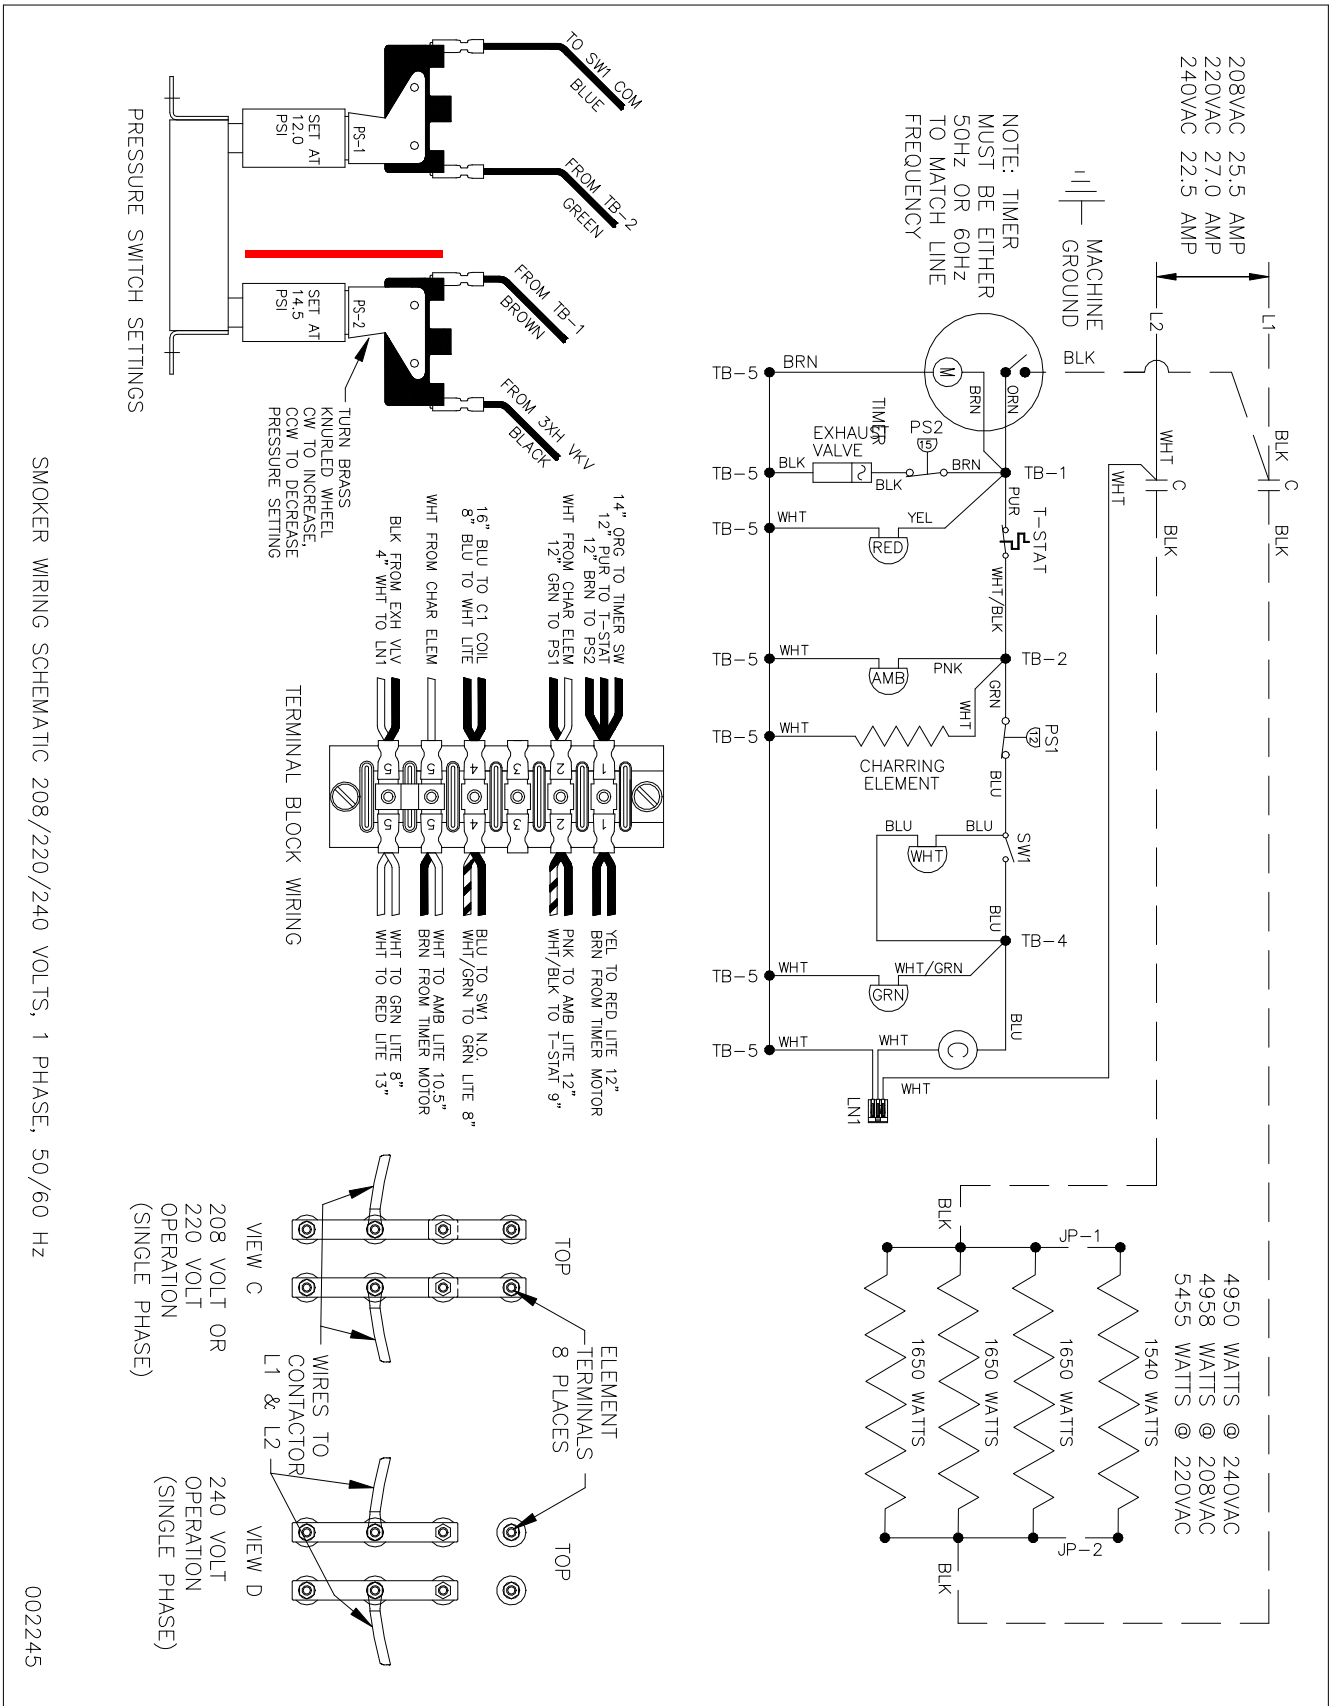 208VAC 25.5 AMP
220VAC 27.0 AMP
240VAC 22.5 AMP
MACHINE
GROUND
NOTE: TIMER
MUST BE EITHER
50Hz OR 60Hz
TO MATCH LINE
FREQUENCY
L1
L2
BLK
BLK
C
BLK
WHT
C
BLK
WHT
TB-5
BRN
M
BRN
ORN
TIMER
TB-5
BLK
EXHAUST
VALVE
BLK
PS2
15
BRN
TB-1
TB-5
WHT
RED
YEL
PUR
T-STAT
WHT/BLK
TB-5
WHT
AMB
PNK
TB-2
TB-5
WHT
CHARRING
ELEMENT
WHT
GRN
12
PS1
BLU
BLU
WHT
BLU
SW1
BLU
TB-4
TB-5
WHT
GRN
WHT/GRN
BLU
TB-5
WHT
WHT
C
WHT
LN1
BLK
JP-1
1540 WATTS
1650 WATTS
1650 WATTS
1650 WATTS
JP-2
BLK
4950 WATTS @ 240VAC
4958 WATTS @ 208VAC
5455 WATTS @ 220VAC
TO SW1 COM
BLUE
FROM TB-2
GREEN
FROM TB-1
BROWN
FROM 3XH VKV
BLACK
PS-1
SET AT
12.0
PSI
PS-2
SET AT
14.5
PSI
TURN BRASS
KNURLED WHEEL
CW TO INCREASE,
CCW TO DECREASE
PRESSURE SETTING
PRESSURE SWITCH SETTINGS
14" ORG TO TIMER SW
12" PUR TO T-STAT
12" BRN TO PS2
WHT FROM CHAR ELEM
12" GRN TO PS1
16" BLU TO C1 COIL
8" BLU TO WHT LITE
WHT FROM CHAR ELEM
BLK FROM EXH VLV
4" WHT TO LN1
1
2
3
4
5
5
1
2
3
4
5
5
YEL TO RED LITE 12"
BRN FROM TIMER MOTOR
PNK TO AMB LITE 12"
WHT/BLK TO T-STAT 9"
BLU TO SW1 N.O.
WHT/GRN TO GRN LITE 8"
WHT TO AMB LITE 10.5"
BRN FROM TIMER MOTOR
WHT TO GRN LITE 8"
WHT TO RED LITE 13"
TERMINAL BLOCK WIRING
TOP
VIEW C
208 VOLT OR
220 VOLT
OPERATION
(SINGLE PHASE)
ELEMENT
TERMINALS
8 PLACES
WIRES TO
CONTACTOR
L1 & L2
TOP
VIEW D
240 VOLT
OPERATION
(SINGLE PHASE)
SMOKER WIRING SCHEMATIC 208/220/240 VOLTS, 1 PHASE, 50/60 Hz
002245